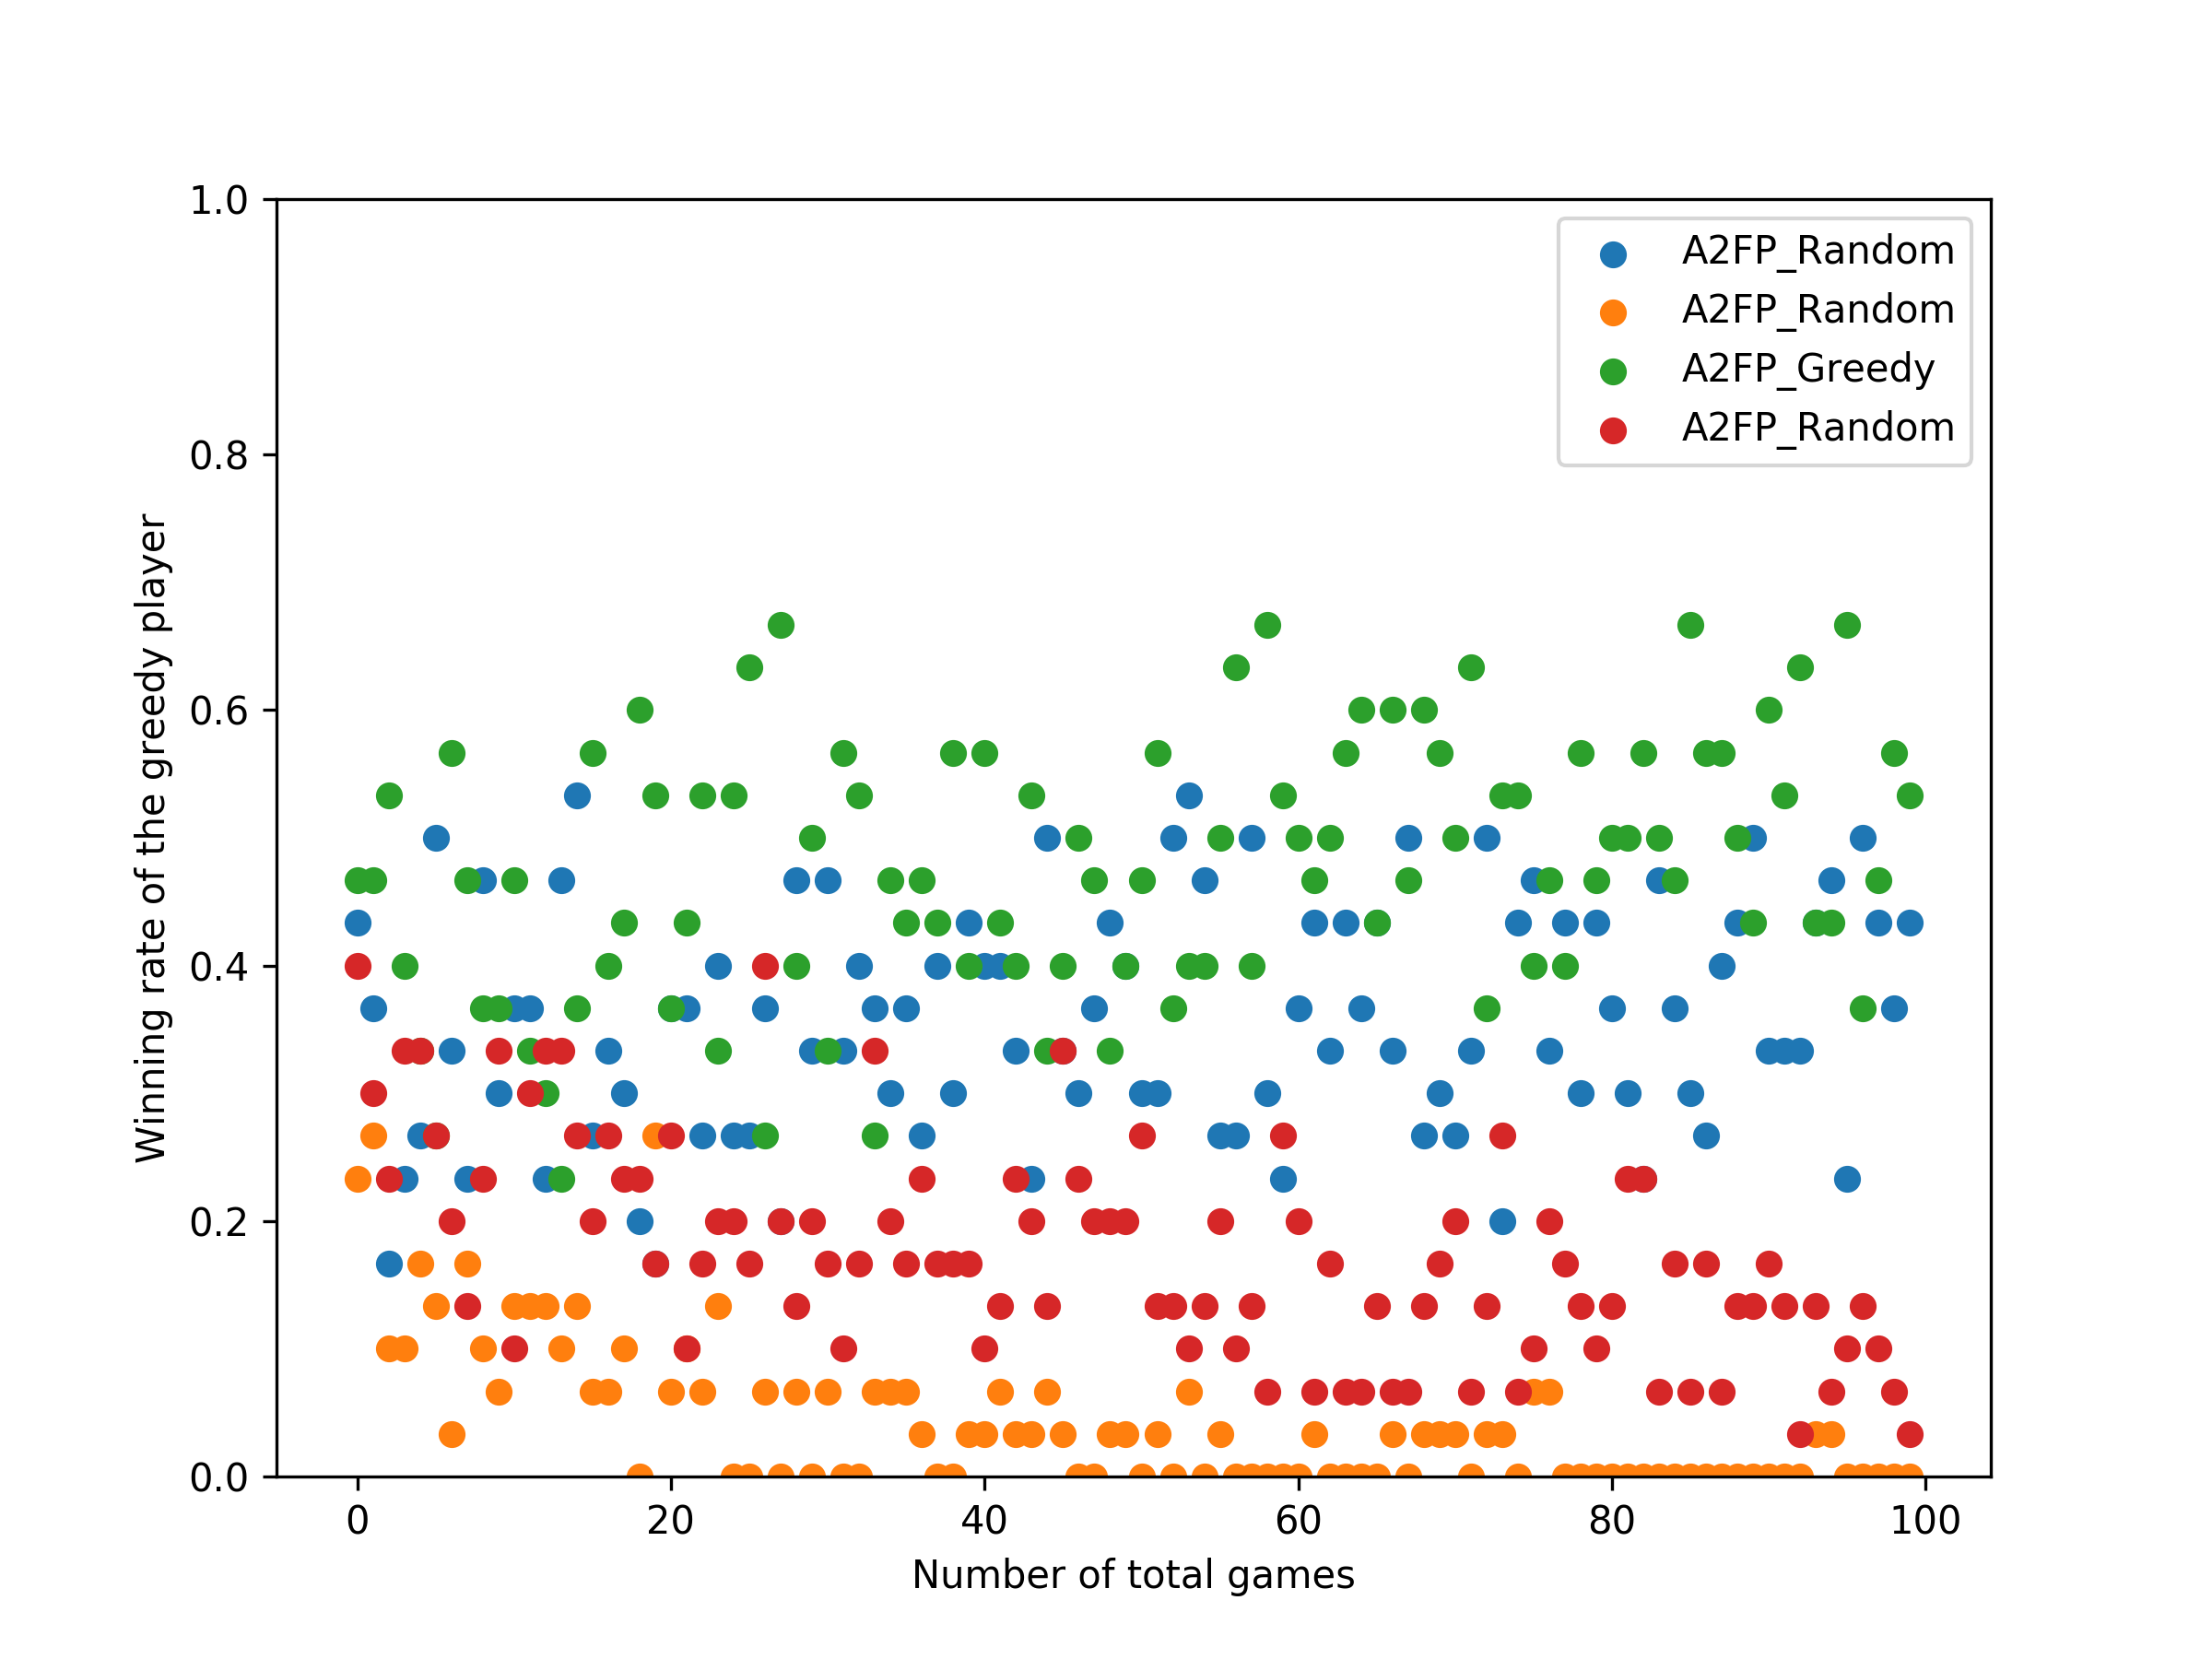 A2FP_Random
A2FP_Random
A2FP_Greedy
A2FP_Random
Winning rate of the greedy player
1.0
0.8
0.6
0.4
0.2
0.0
0 20 40 60 80 100
Number of total games